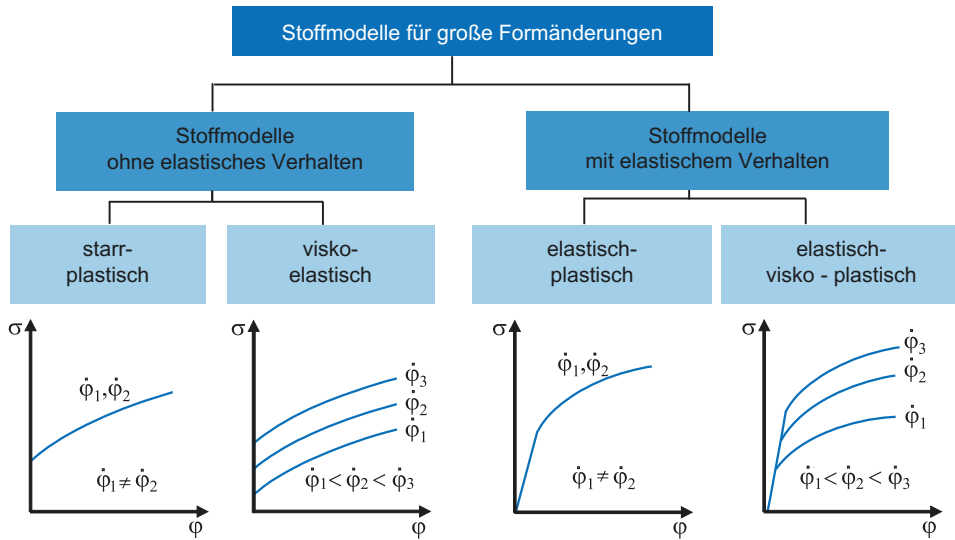 Stoffmodelle für große Formänderungen
Stoffmodelle
ohne elastisches Verhalten
Stoffmodelle
mit elastischem Verhalten
starr-
plastisch
visko-
elastisch
elastisch-
plastisch
elastisch-
visko - plastisch
σ
φ̇₁,φ̇₂
φ̇₁ ≠ φ̇₂
φ
σ
φ̇₃
φ̇₂
φ̇₁
φ̇₁ < φ̇₂ < φ̇₃
φ
σ
φ̇₁,φ̇₂
φ̇₁ ≠ φ̇₂
φ
σ
φ̇₃
φ̇₂
φ̇₁
φ̇₁ < φ̇₂ < φ̇₃
φ